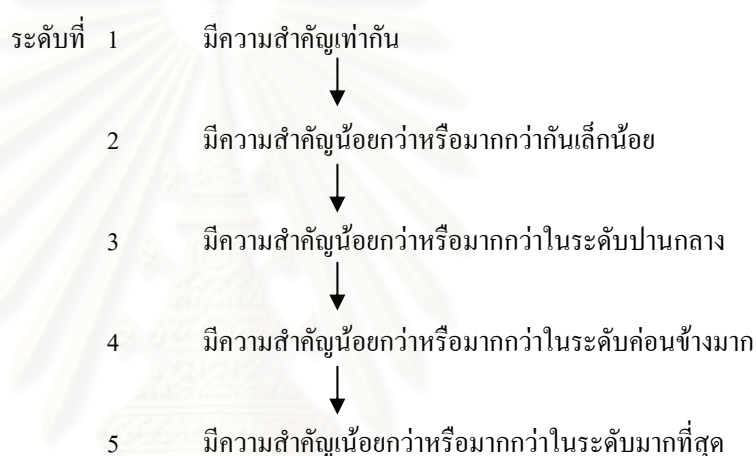 ระดับที่ 1 มีความสำคัญเท่ากัน
2 มีความสำคัญน้อยกว่าหรือมากกว่ากันเล็กน้อย
3 มีความสำคัญน้อยกว่าหรือมากกว่าในระดับปานกลาง
4 มีความสำคัญน้อยกว่าหรือมากกว่าในระดับค่อนข้างมาก
5 มีความสำคัญเน้อยกว่าหรือมากกว่าในระดับมากที่สุด